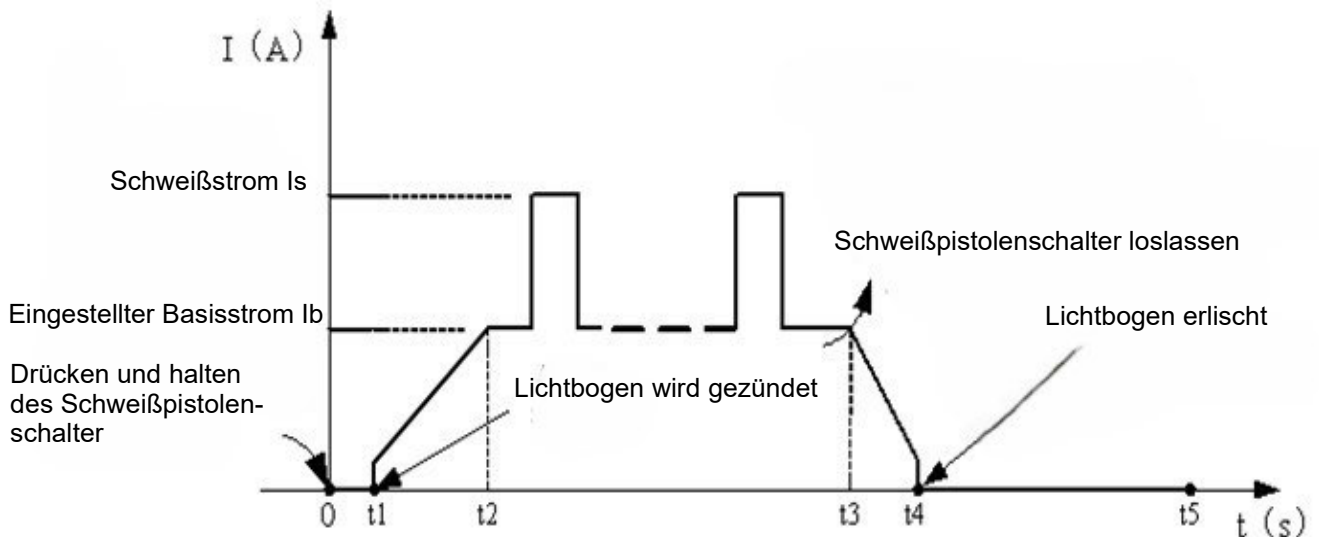 I (A)
Schweißstrom Is
Schweißpistolenschalter loslassen
Eingestellter Basisstrom Ib
Lichtbogen erlischt
Drücken und halten
des Schweißpistolen-
schalter
Lichtbogen wird gezündet
0 t1 t2 t3 t4 t5
t (s)